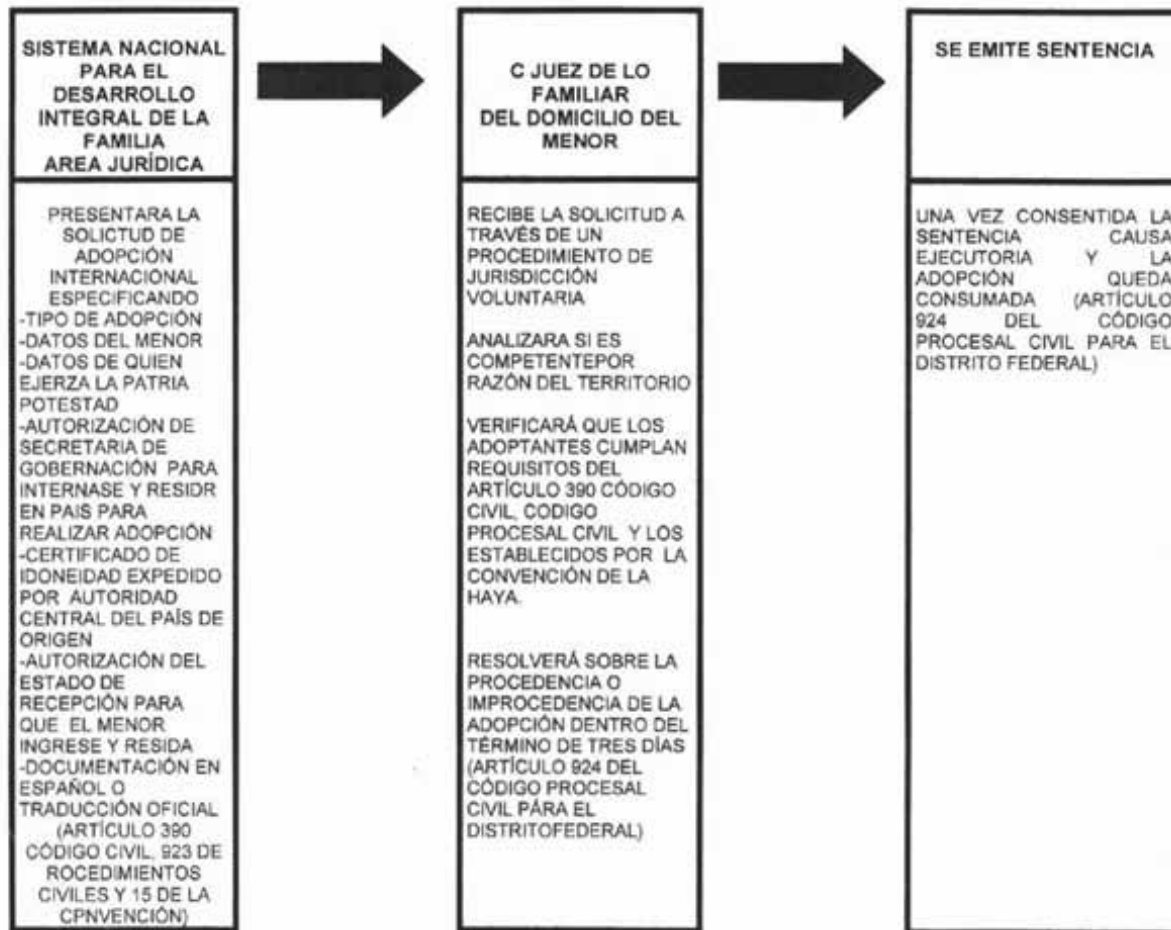 SISTEMA NACIONAL
PARA EL
DESARROLLO
INTEGRAL DE LA
FAMILIA
AREA JURÍDICA
PRESENTARA LA
SOLICTUD DE
ADOPCIÓN
INTERNACIONAL
ESPECIFICANDO
-TIPO DE ADOPCIÓN
-DATOS DEL MENOR
-DATOS DE QUIEN
EJERZA LA PATRIA
POTESTAD
-AUTORIZACIÓN DE
SECRETARIA DE
GOBERNACIÓN PARA
INTERNASE Y RESIDR
EN PAIS PARA
REALIZAR ADOPCIÓN
-CERTIFICADO DE
IDONEIDAD EXPEDIDO
POR AUTORIDAD
CENTRAL DEL PAÍS DE
ORIGEN
-AUTORIZACIÓN DEL
ESTADO DE
RECEPCIÓN PARA
QUE EL MENOR
INGRESE Y RESIDA
-DOCUMENTACIÓN EN
ESPAÑOL O
TRADUCCIÓN OFICIAL
(ARTÍCULO 390
CÓDIGO CIVIL, 923 DE
ROCEDIMIENTOS
CIVILES Y 15 DE LA
CPNVENCIÓN)
C JUEZ DE LO
FAMILIAR
DEL DOMICILIO DEL
MENOR
RECIBE LA SOLICITUD A
TRAVÉS DE UN
PROCEDIMIENTO DE
JURISDICCIÓN
VOLUNTARIA
ANALIZARA SI ES
COMPETENTEPOR
RAZÓN DEL TERRITORIO
VERIFICARÁ QUE LOS
ADOPTANTES CUMPLAN
REQUISITOS DEL
ARTÍCULO 390 CÓDIGO
CIVIL, CODIGO
PROCESAL CIVIL Y LOS
ESTABLECIDOS POR LA
CONVENCIÓN DE LA
HAYA.
RESOLVERÁ SOBRE LA
PROCEDENCIA O
IMPROCEDENCIA DE LA
ADOPCIÓN DENTRO DEL
TÉRMINO DE TRES DÍAS
(ARTÍCULO 924 DEL
CÓDIGO PROCESAL
CIVIL PÁRA EL
DISTRITOFEDERAL)
SE EMITE SENTENCIA
UNA VEZ CONSENTIDA LA
SENTENCIA CAUSA
EJECUTORIA Y LA
ADOPCIÓN QUEDA
CONSUMADA (ARTÍCULO
924 DEL CÓDIGO
PROCESAL CIVIL PARA EL
DISTRITO FEDERAL)